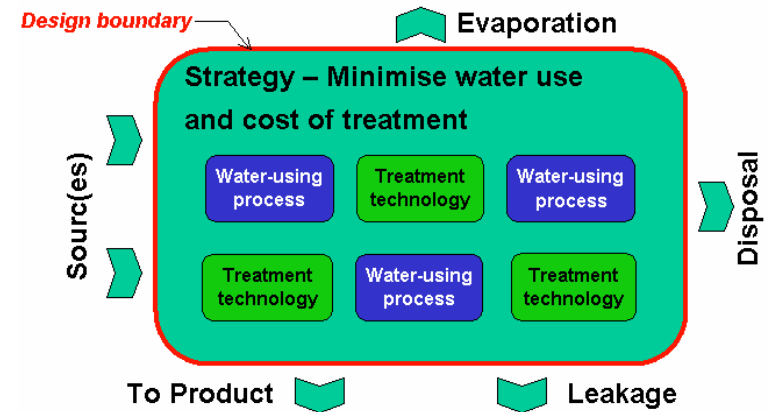 Design boundary
Evaporation
Strategy – Minimise water use
and cost of treatment
Sourc(es)
Water-using
process
Treatment
technology
Water-using
process
Disposal
Treatment
technology
Water-using
process
Treatment
technology
To Product
Leakage